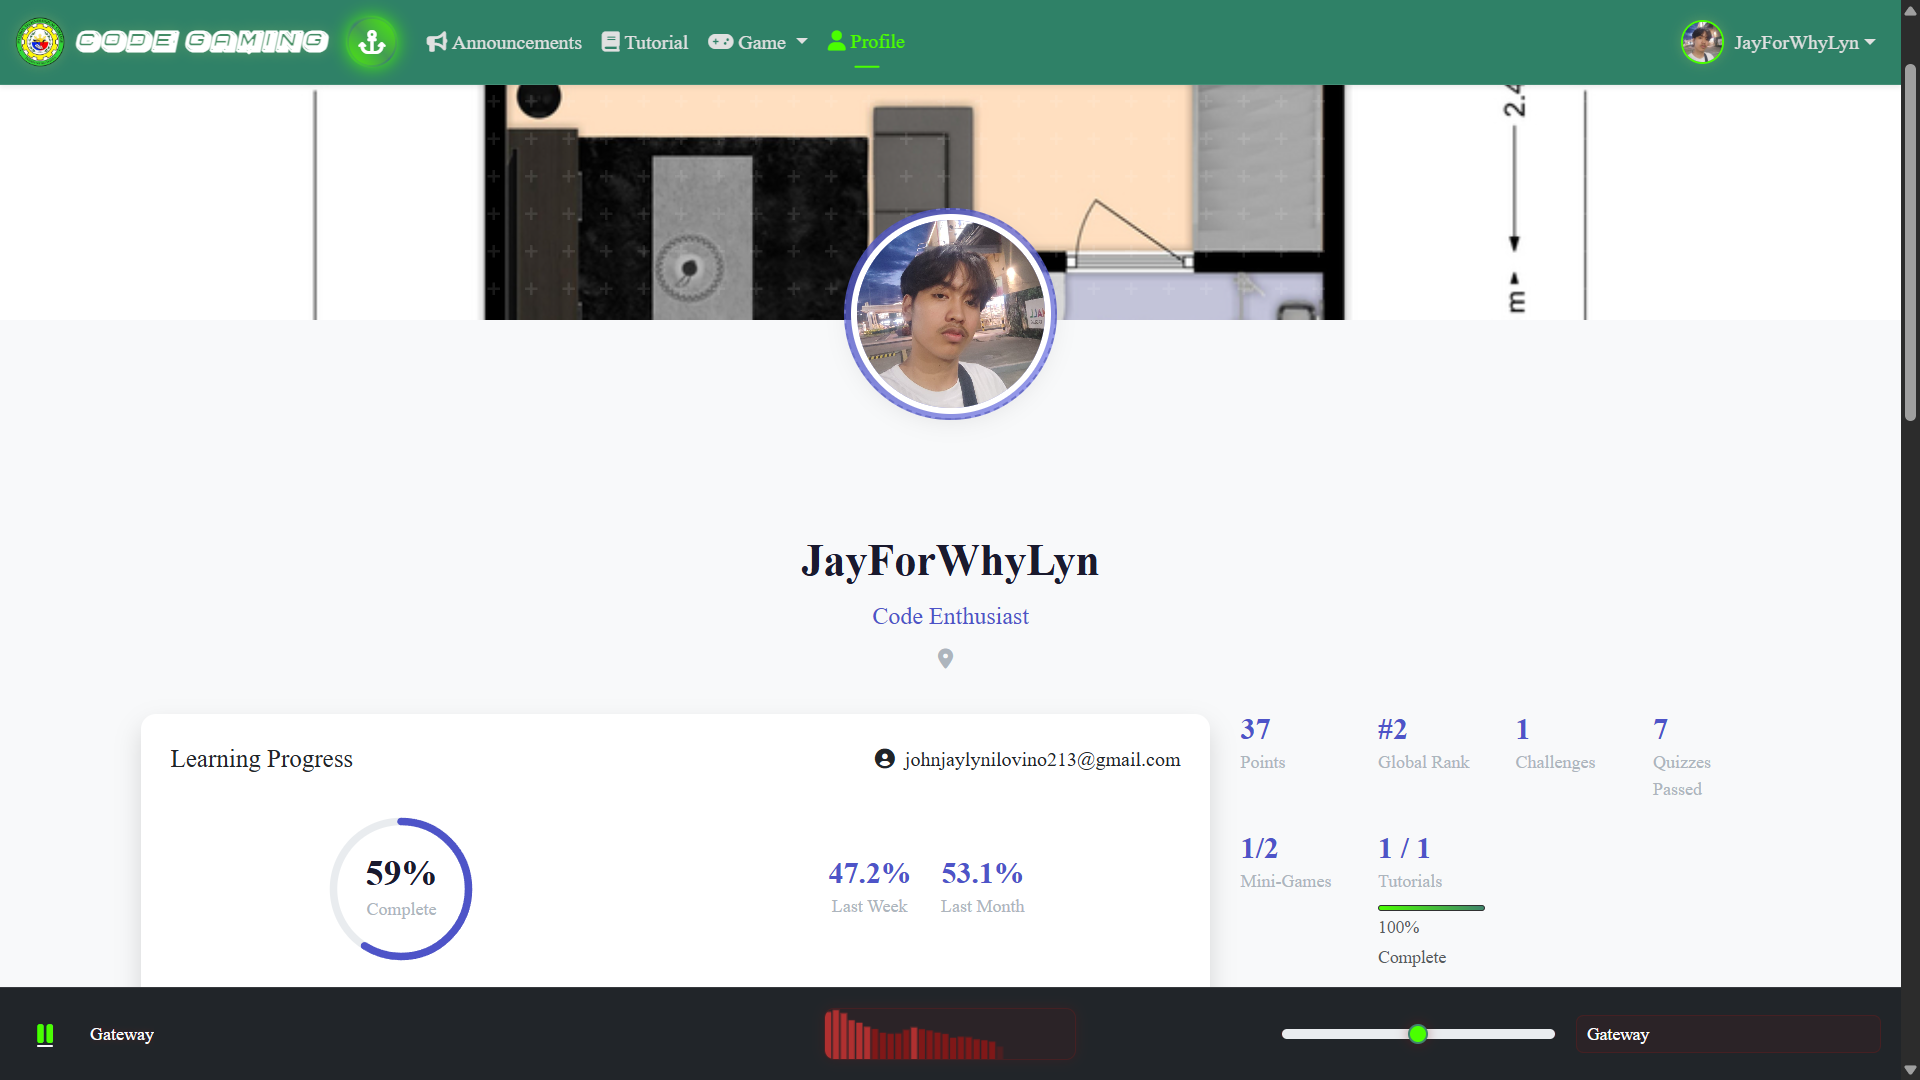 CODE GAMING
Announcements
Tutorial
Game
Profile
JayForWhyLyn
2.4
m
JayForWhyLyn
Code Enthusiast
Learning Progress
johnjaylynilovino213@gmail.com
59%
Complete
47.2%
Last Week
53.1%
Last Month
37
Points
#2
Global Rank
1
Challenges
7
Quizzes
Passed
1/2
Mini-Games
1 / 1
Tutorials
100%
Complete
Gateway
Gateway